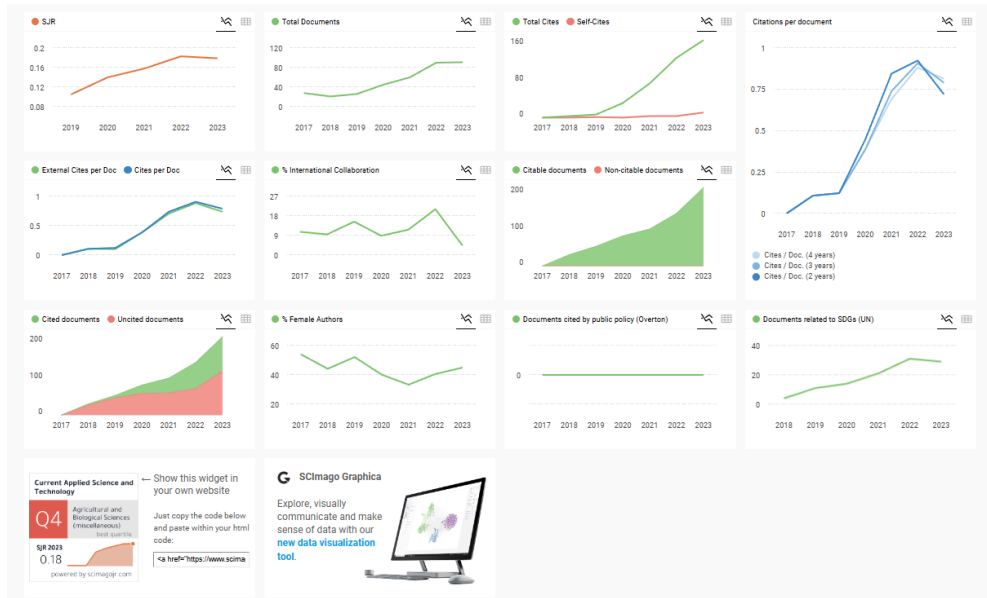 SJR
0.2
0.16
0.12
0.08
2019 2020 2021 2022 2023
Total Documents
120
80
40
0
2017 2018 2019 2020 2021 2022 2023
Total Cites Self-Cites
160
80
0
2017 2018 2019 2020 2021 2022 2023
Citations per document
1
0.75
0.5
0.25
0
2017 2018 2019 2020 2021 2022 2023
Cites / Doc. (4 years)
Cites / Doc. (3 years)
Cites / Doc. (2 years)
External Cites per Doc Cites per Doc
1
0.5
0
2017 2018 2019 2020 2021 2022 2023
% International Collaboration
27
18
9
0
2017 2018 2019 2020 2021 2022 2023
Citable documents Non-citable documents
200
100
0
2017 2018 2019 2020 2021 2022 2023
Cited documents Uncited documents
200
100
0
2017 2018 2019 2020 2021 2022 2023
% Female Authors
60
40
20
2017 2018 2019 2020 2021 2022 2023
Documents cited by public policy (Overton)
0
2017 2018 2019 2020 2021 2022 2023
Documents related to SDGs (UN)
40
20
0
2018 2019 2020 2021 2022 2023
Current Applied Science and
Technology
Q4
Agricultural and
Biological Sciences
(miscellaneous)
best quartile
SJR 2023
0.18
powered by scimagojr.com
← Show this widget in
your own website
Just copy the code below
and paste within your html
code:
<a href="https://www.scima
SCImago Graphica
Explore, visually
communicate and make
sense of data with our
new data visualization
tool.